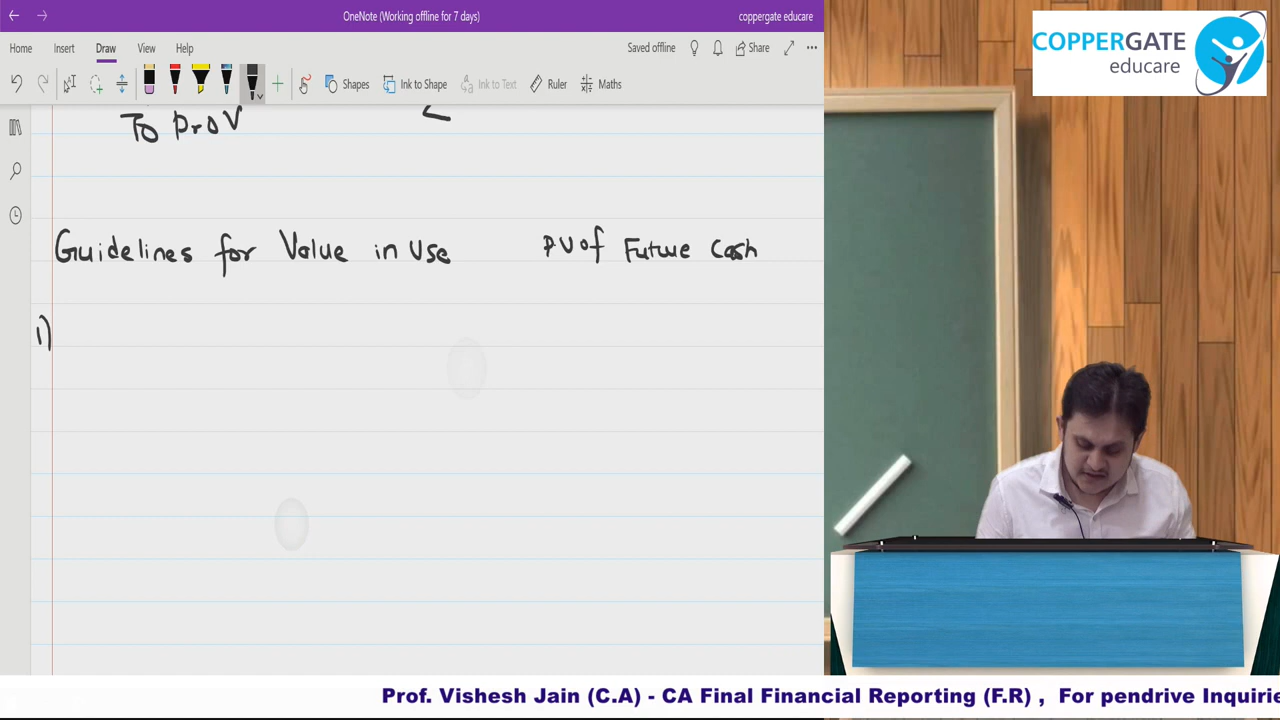 OneNote (Working offline for 7 days)
coppergate educare
Home Insert Draw View Help
Saved offline Share
Shapes Ink to Shape Ink to Text Ruler Maths
COPPERGATE
educare
To ProV
Guidelines for Value in Use PV of Future Cash
1)
Prof. Vishesh Jain (C.A) - CA Final Financial Reporting (F.R) , For pendrive Inquirie